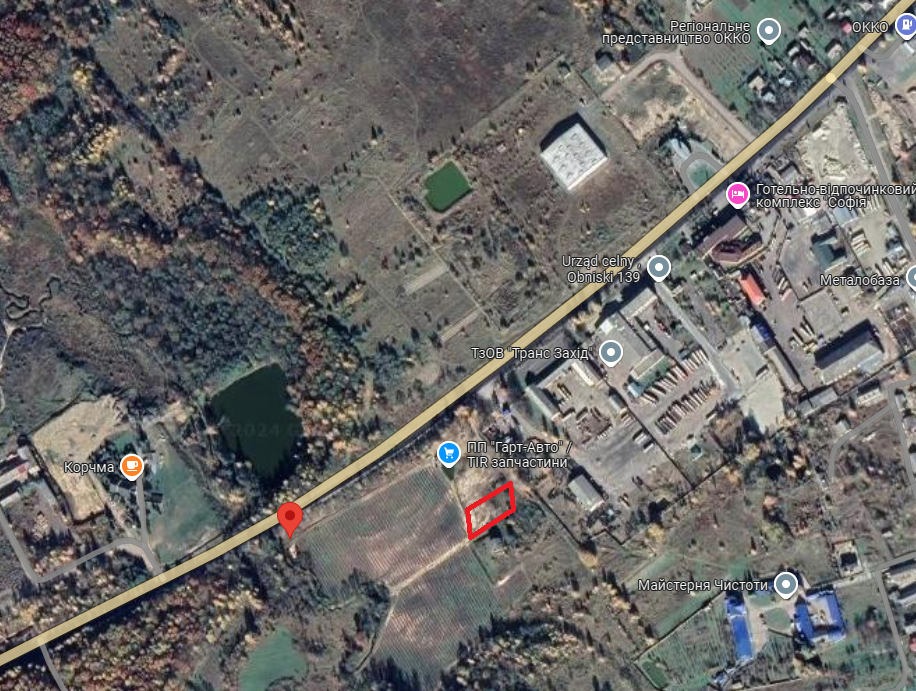 Регіональне
представництво ОККО
ОККО
Готельно-відпочинковий
комплекс "Софія
Urząd celny ,
Obniski 139
Металобаза
ТзОВ "Транс Захід"
ПП "Гарт-Авто" /
TIR запчастини
Корчма
Майстерня Чистоти